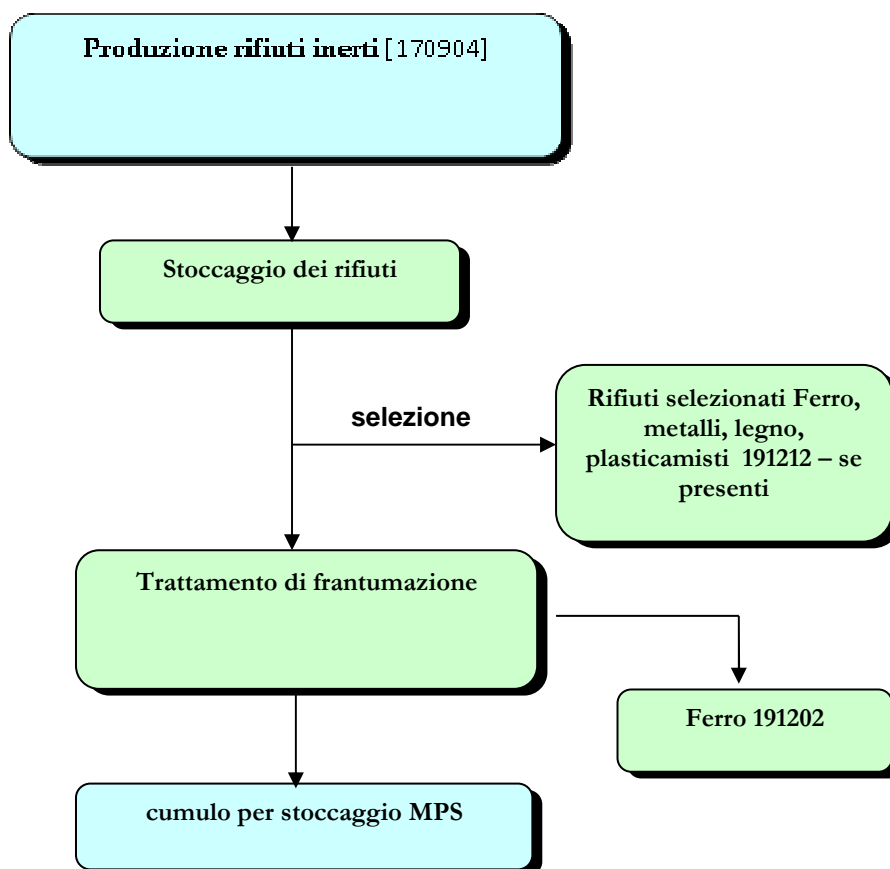 Produzione rifiuti inerti [170904]
Stoccaggio dei rifiuti
selezione
Rifiuti selezionati Ferro,
metalli, legno,
plasticamisti 191212 – se
presenti
Trattamento di frantumazione
Ferro 191202
cumulo per stoccaggio MPS